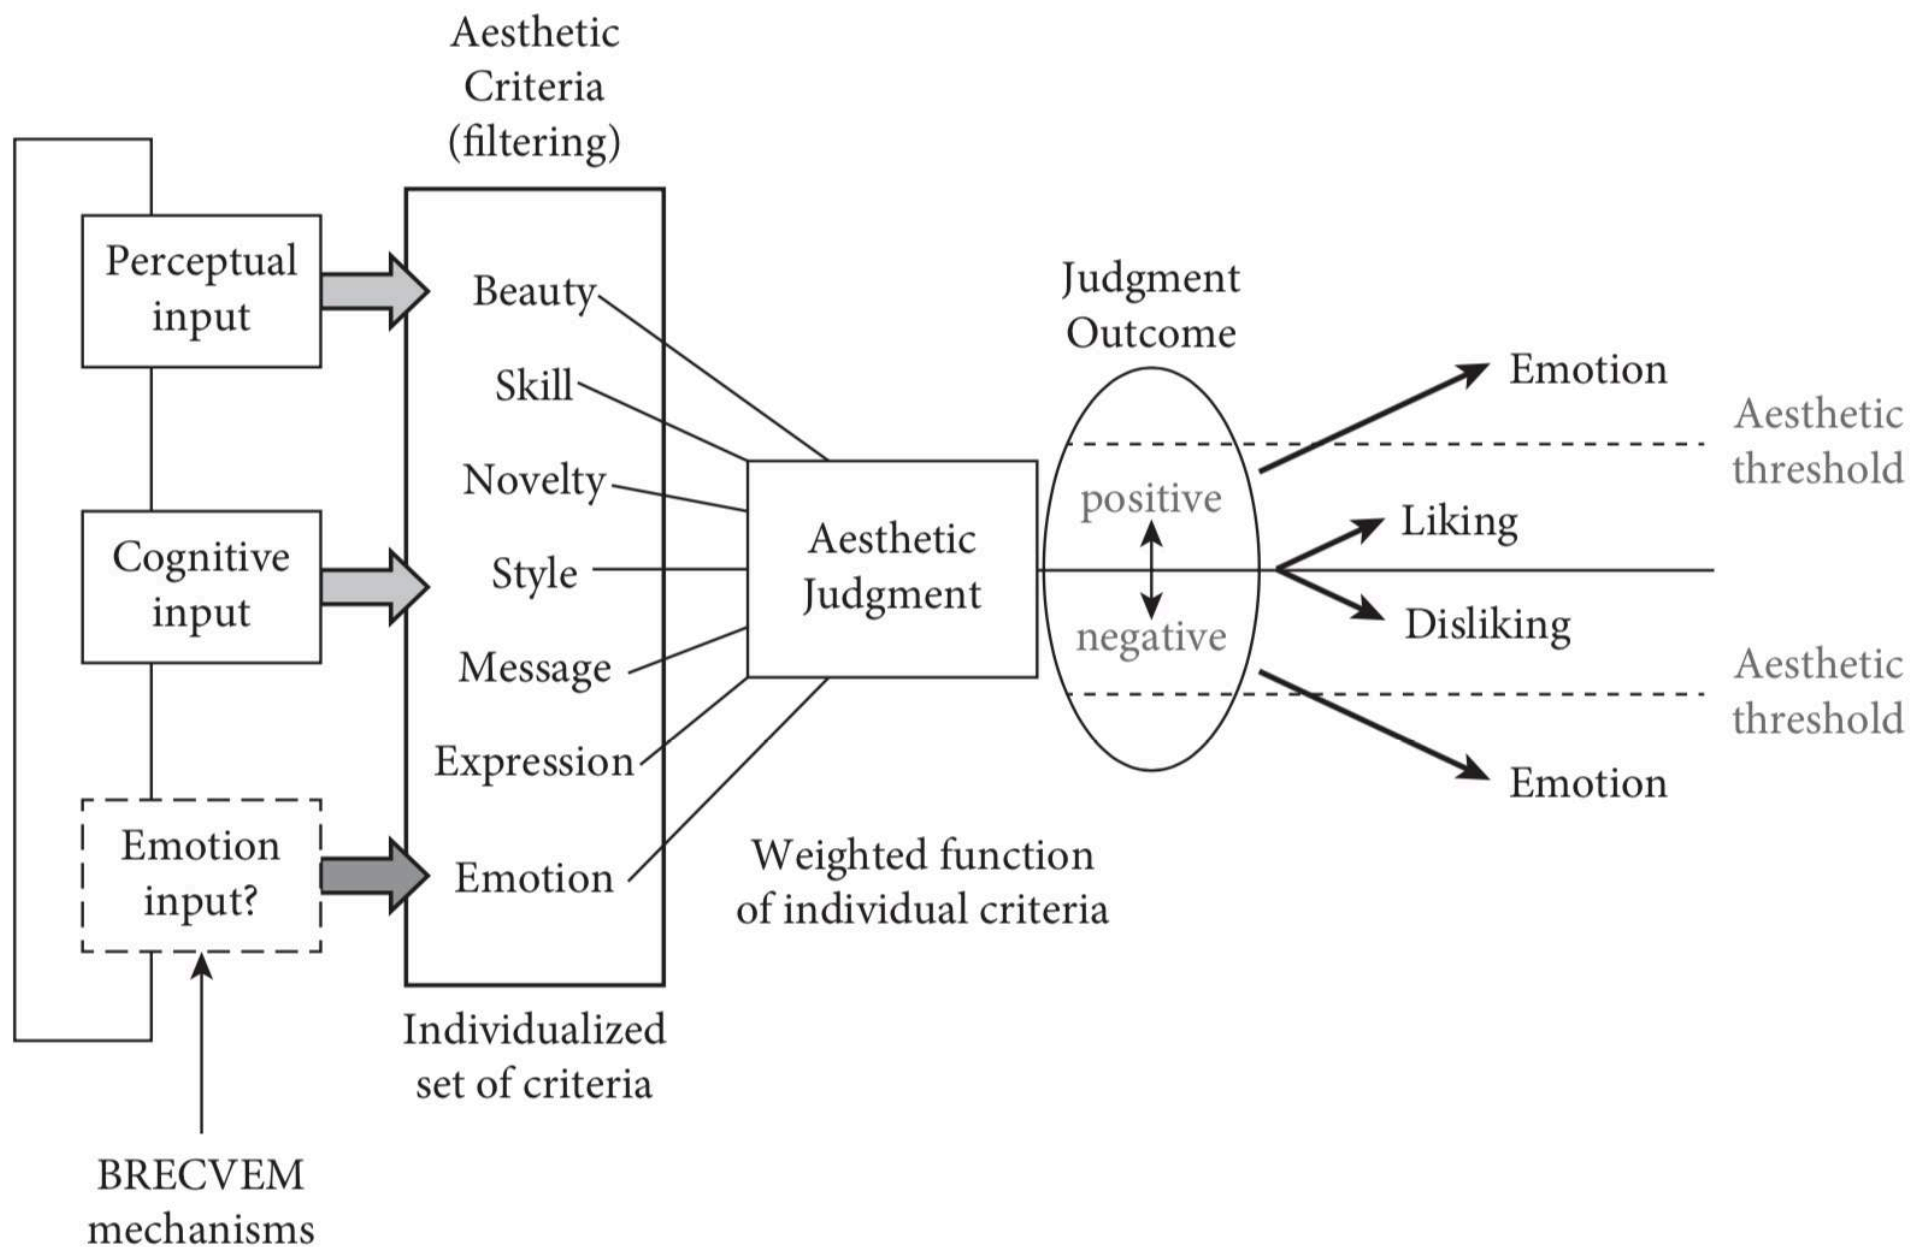 Aesthetic
Criteria
(filtering)
Perceptual
input
Cognitive
input
Emotion
input?
BRECVEM
mechanisms
Beauty
Skill
Novelty
Style
Message
Expression
Emotion
Individualized
set of criteria
Aesthetic
Judgment
Weighted function
of individual criteria
Judgment
Outcome
positive
negative
Emotion
Aesthetic
threshold
Liking
Disliking
Aesthetic
threshold
Emotion